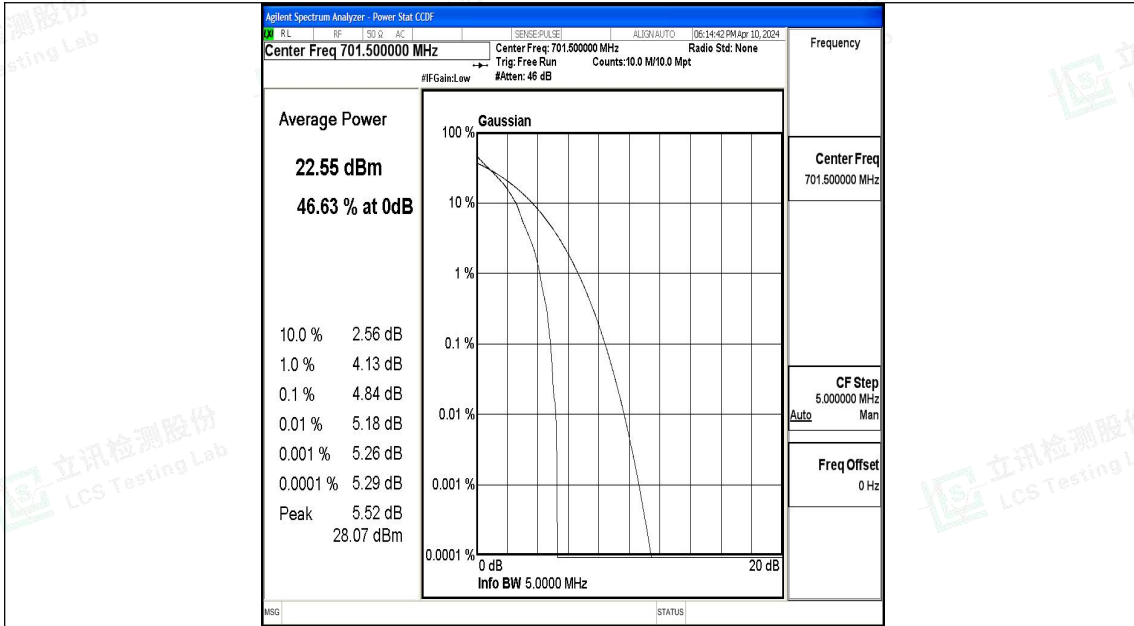 Agilent Spectrum Analyzer - Power Stat CCDF
RL RF 50 Ω AC SENSE:PULSE ALIGN AUTO 06:14:42 PM Apr 10, 2024
Center Freq 701.500000 MHz
Center Freq: 701.500000 MHz Radio Std: None
Trig: Free Run Counts:10.0 M/10.0 Mpt
#IFGain:Low #Atten: 46 dB
Average Power
22.55 dBm
46.63 % at 0dB
10.0 % 2.56 dB
1.0 % 4.13 dB
0.1 % 4.84 dB
0.01 % 5.18 dB
0.001 % 5.26 dB
0.0001 % 5.29 dB
Peak 5.52 dB
28.07 dBm
Gaussian
100 %
10 %
1 %
0.1 %
0.01 %
0.001 %
0.0001 %
0 dB 20 dB
Info BW 5.0000 MHz
Frequency
Center Freq
701.500000 MHz
CF Step
5.000000 MHz
Auto Man
Freq Offset
0 Hz
MSG STATUS
立讯检测股份
LCS Testing Lab
立讯检测股份
LCS Testing L
测股份
sting Lab
立